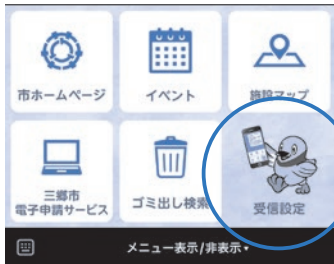 市ホームページ
イベント
施設マップ
三郷市
電子申請サービス
ゴミ出し検索
受信設定
メニュー表示/非表示▾